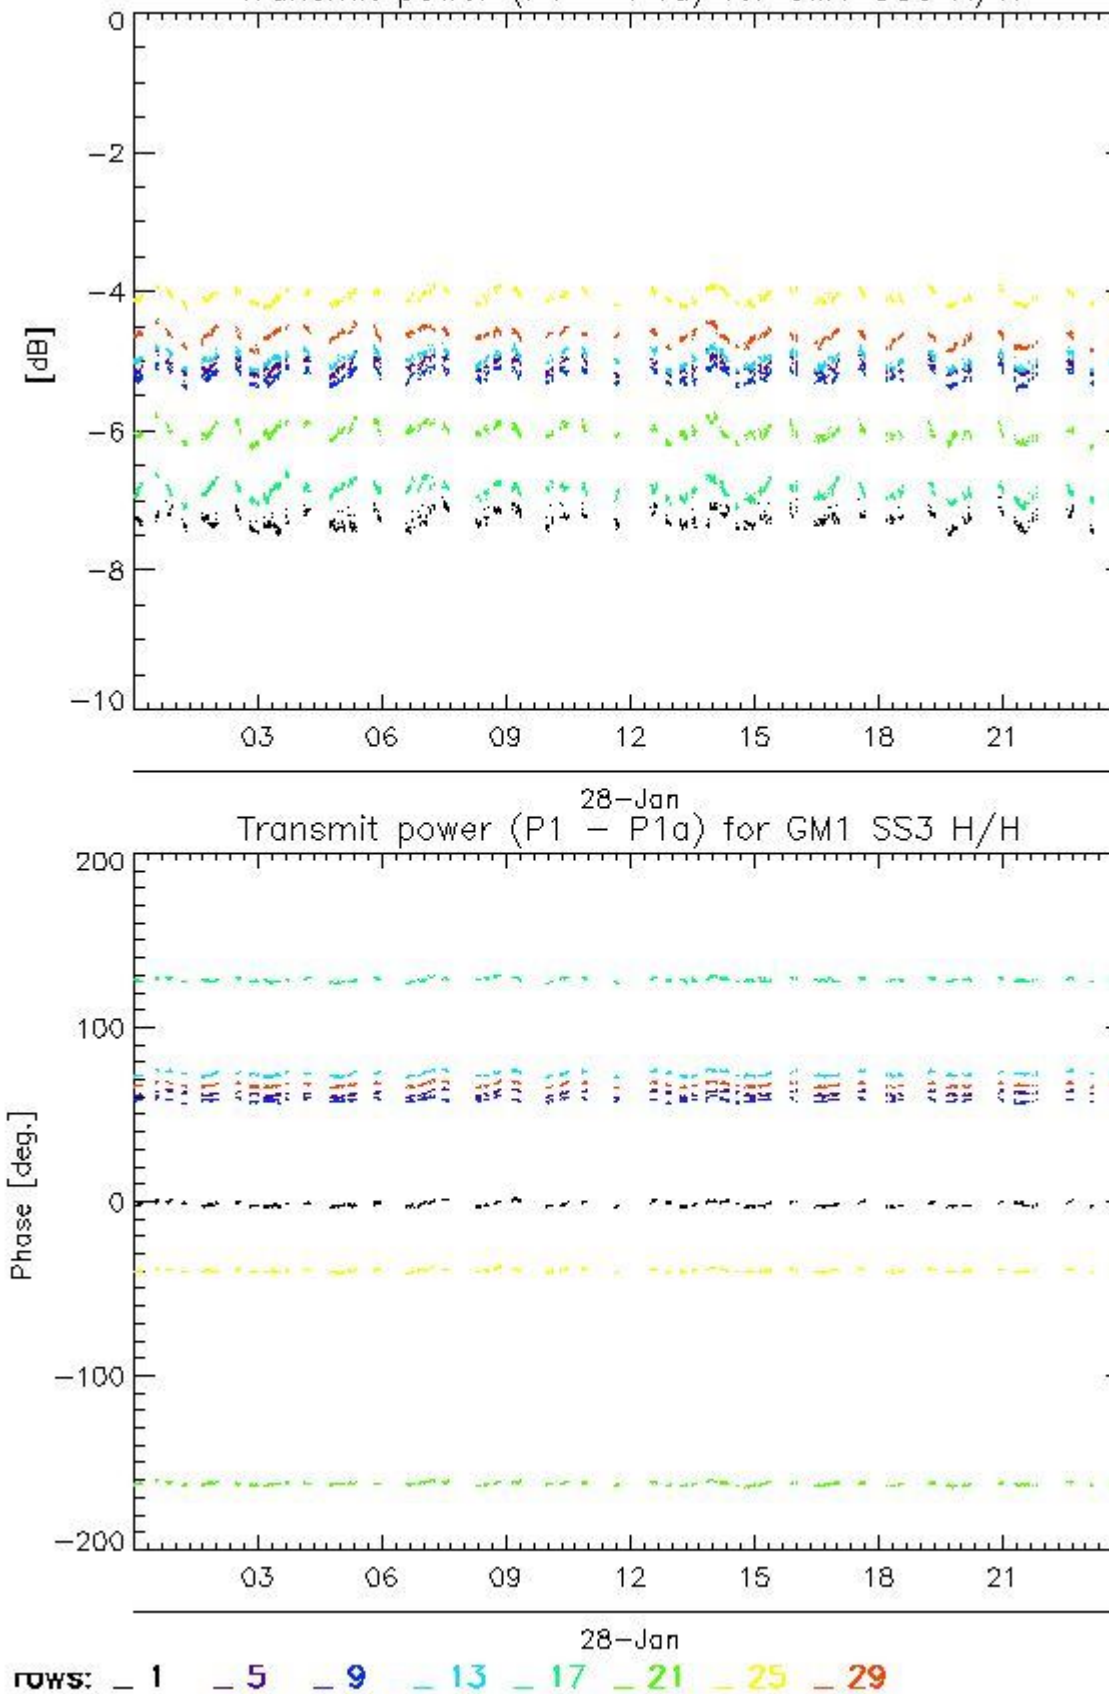 0
−2
−4
−6
−8
−10
[dB]
03 06 09 12 15 18 21
28−Jan
Transmit power (P1 − P1a) for GM1 SS3 H/H
200
100
0
−100
−200
Phase [deg.]
03 06 09 12 15 18 21
28−Jan
rows: _ 1 _ 5 _ 9 _ 13 _ 17 _ 21 _ 25 _ 29